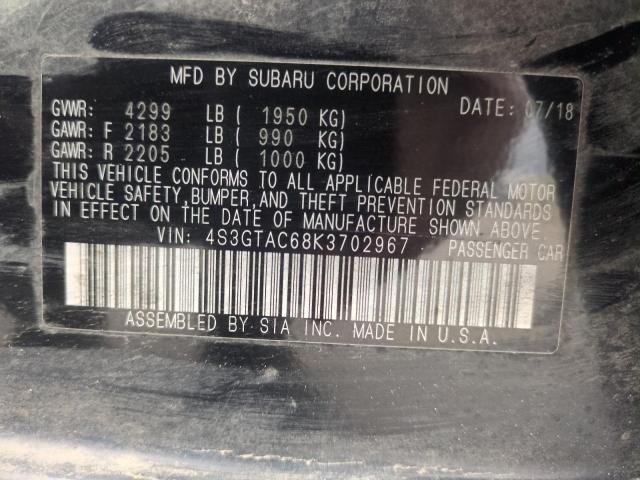 MFD BY SUBARU CORPORATION
GVWR: 4299 LB ( 1950 KG) DATE: 07/18
GAWR: F 2183 LB ( 990 KG)
GAWR: R 2205 LB ( 1000 KG)
THIS VEHICLE CONFORMS TO ALL APPLICABLE FEDERAL MOTOR
VEHICLE SAFETY, BUMPER, AND THEFT PREVENTION STANDARDS
IN EFFECT ON THE DATE OF MANUFACTURE SHOWN ABOVE.
VIN: 4S3GTAC68K3702967 PASSENGER CAR
ASSEMBLED BY SIA INC. MADE IN U.S.A.